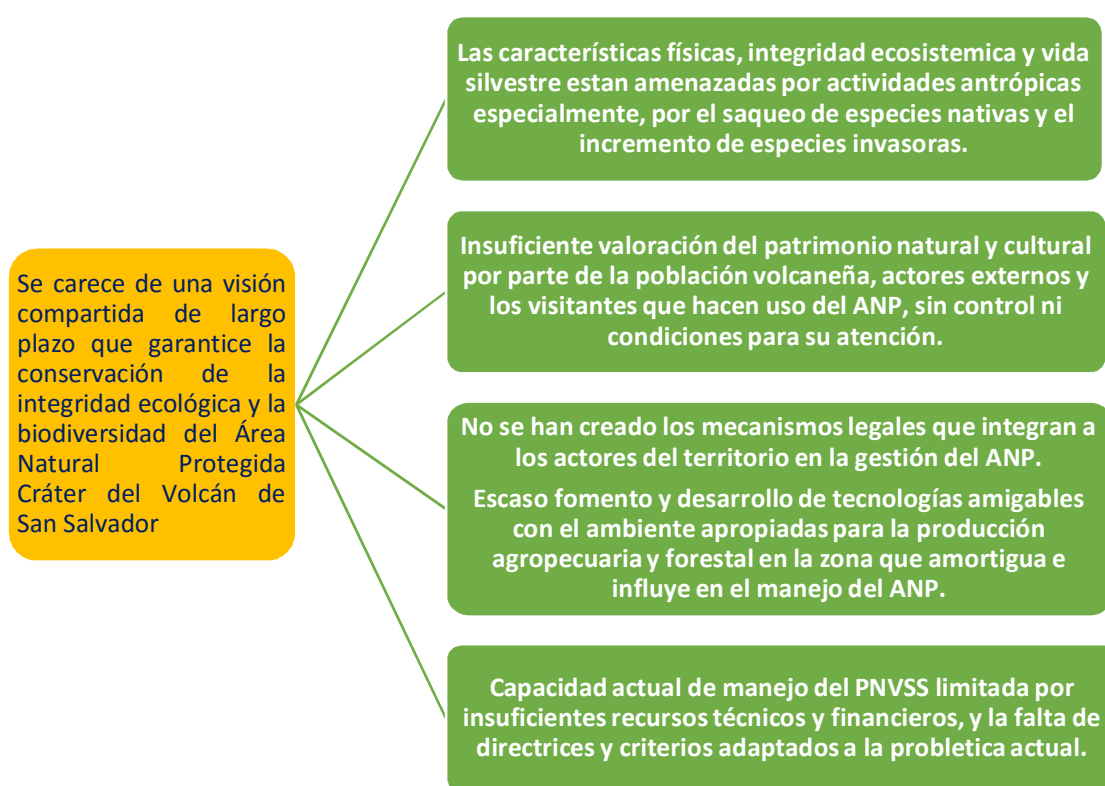 Se carece de una visión
compartida de largo
plazo que garantice la
conservación de la
integridad ecológica y la
biodiversidad del Área
Natural Protegida
Cráter del Volcán de
San Salvador
Las características físicas, integridad ecosistemica y vida
silvestre estan amenazadas por actividades antrópicas
especialmente, por el saqueo de especies nativas y el
incremento de especies invasoras.
Insuficiente valoración del patrimonio natural y cultural
por parte de la población volcaneña, actores externos y
los visitantes que hacen uso del ANP, sin control ni
condiciones para su atención.
No se han creado los mecanismos legales que integran a
los actores del territorio en la gestión del ANP.
Escaso fomento y desarrollo de tecnologías amigables
con el ambiente apropiadas para la producción
agropecuaria y forestal en la zona que amortigua e
influye en el manejo del ANP.
Capacidad actual de manejo del PNVSS limitada por
insuficientes recursos técnicos y financieros, y la falta de
directrices y criterios adaptados a la probletica actual.